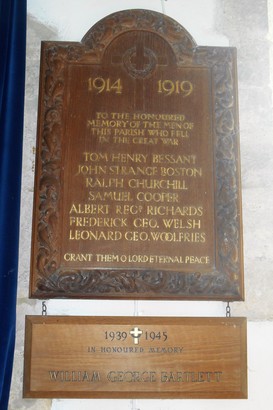 1914 1919
TO THE HONOURED
MEMORY OF THE MEN OF
THIS PARISH WHO FELL
IN THE GREAT WAR
TOM HENRY BESSANT
JOHN STRANGE BOSTON
RALPH CHURCHILL
SAMUEL COOPER
ALBERT REGD RICHARDS
FREDERICK GEO. WELSH
LEONARD GEO. WOOLFRIES
GRANT THEM O LORD ETERNAL PEACE
1939 1945
IN HONOURED MEMORY
WILLIAM GEORGE BARTLETT